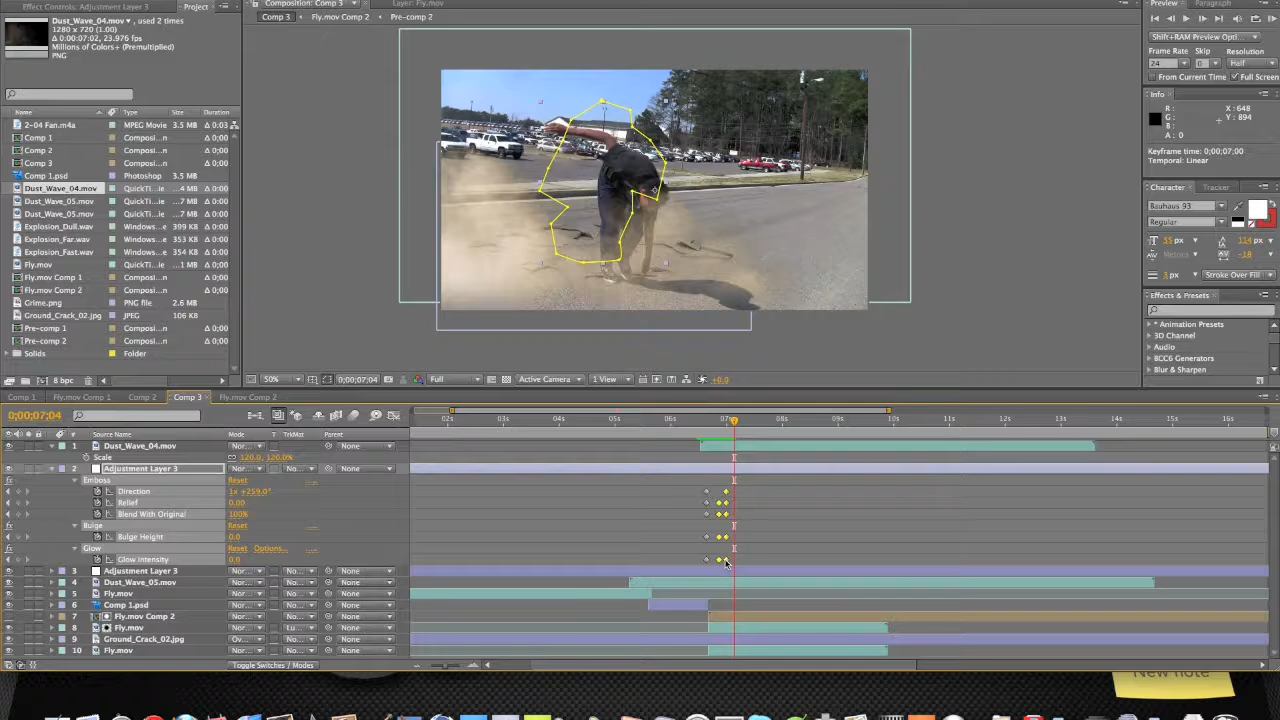 Effect Controls: Adjustment Layer 3
Project
Dust_Wave_04.mov ▾, used 2 times
1280 x 720 (1.00)
Δ 0:00:07:02, 23.976 fps
Millions of Colors+ (Premultiplied)
PNG
Name Type Size Duration
2-04 Fan.m4a MPEG Movie 3.5 MB Δ 0:03
Comp 1 Composi...n Δ 0;00
Comp 2 Composi...n Δ 0;00
Comp 3 Composi...n Δ 0;00
Comp 1.psd Photoshop 3.5 MB
Dust_Wave_04.mov QuickTi...ie ...4 MB Δ 0:00
Dust_Wave_05.mov QuickTi...ie ...7 MB Δ 0:00
Dust_Wave_05.mov QuickTi...ie ...7 MB Δ 0:00
Explosion_Dull.wav Windows...e 399 KB Δ 0:00
Explosion_Far.wav Windows...e 353 KB Δ 0:00
Explosion_Fast.wav Windows...e 354 KB Δ 0:00
Fly.mov QuickTi...ie ...1 MB Δ 0;00
Fly.mov Comp 1 Composi...n Δ 0;00
Fly.mov Comp 2 Composi...n Δ 0;00
Grime.png PNG file 2.6 MB
Ground_Crack_02.jpg JPEG 106 KB
Pre-comp 1 Composi...n Δ 0;00
Pre-comp 2 Composi...n Δ 0;00
Solids Folder
8 bpc
Composition: Comp 3
Layer: Fly.mov
Comp 3 Fly.mov Comp 2 Pre-comp 2
50% 0;00;07;04 Full Active Camera 1 View +0.0
Preview
Shift+RAM Preview Opti...
Frame Rate Skip Resolution
24 0 Half
From Current Time Full Screen
Info
R : X : 648
G : Y : 894
B :
A : 0
Keyframe time: 0;00;07;00
Temporal: Linear
Character Tracker Paragraph
Bauhaus 93
Regular
35 px 114 px
Metrics -18
3 px Stroke Over Fill
Effects & Presets
* Animation Presets
3D Channel
Audio
BCC6 Generators
Blur & Sharpen
Comp 1 Fly.mov Comp 1 Comp 2 Comp 3 Fly.mov Comp 2
0;00;07;04
02s 03s 04s 05s 06s 07s 08s 09s 10s 11s 12s 13s 14s 15s 16s
# Source Name Mode T TrkMat Parent
1 Dust_Wave_04.mov Nor... None
Scale 120.0, 120.0%
2 Adjustment Layer 3 Nor... No... None
Emboss Reset
Direction 1x +259.0°
Relief 0.00
Blend With Original 100%
Bulge Reset
Bulge Height 0.0
Glow Reset Options...
Glow Intensity 0.0
3 Adjustment Layer 3 Nor... No... None
4 Dust_Wave_05.mov Nor... No... None
5 Fly.mov Nor... No... None
6 Comp 1.psd Nor... No... None
7 Fly.mov Comp 2 Nor... No... None
8 Fly.mov Nor... Lu... None
9 Ground_Crack_02.jpg Ov... No... None
10 Fly.mov Nor... No... None
Toggle Switches / Modes
New note